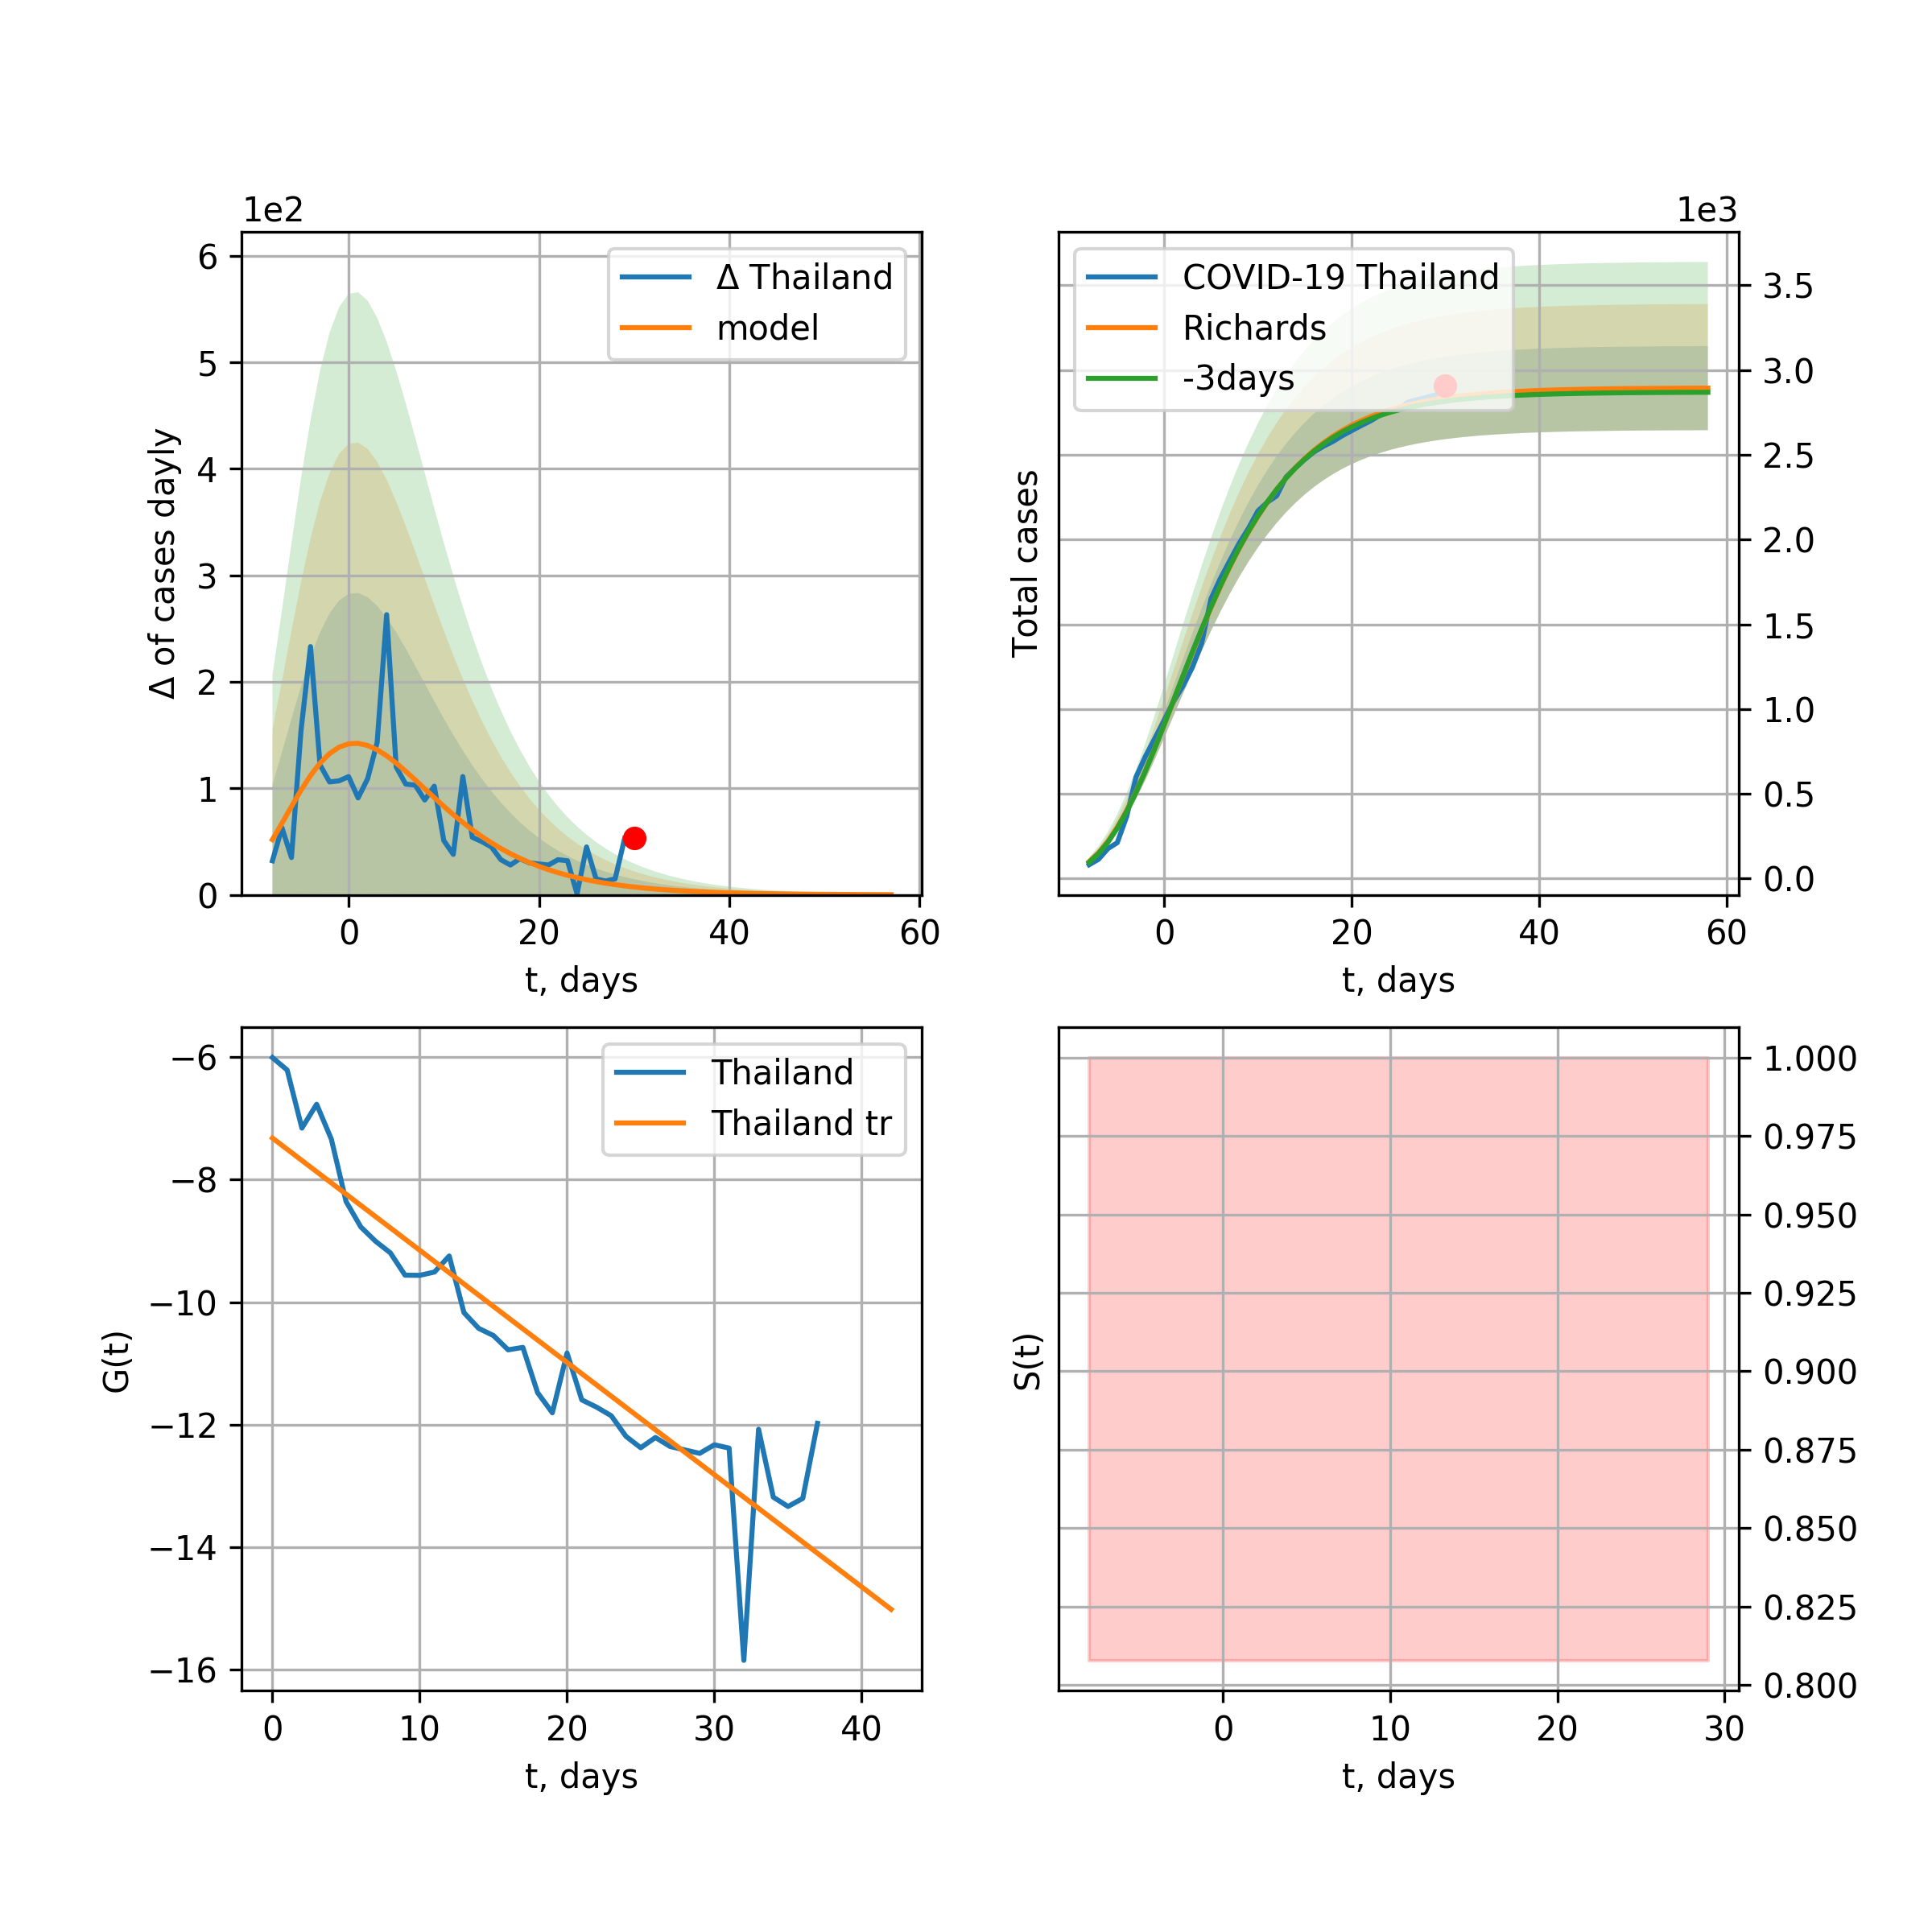 1e2
6
5
4
3
2
1
0
Δ of cases dayly
0
20
40
60
t, days
Δ Thailand
model
1e3
3.5
3.0
2.5
2.0
1.5
1.0
0.5
0.0
Total cases
0
20
40
60
t, days
COVID-19 Thailand
Richards
-3days
−6
−8
−10
−12
−14
−16
G(t)
0
10
20
30
40
t, days
Thailand
Thailand tr
1.000
0.975
0.950
0.925
0.900
0.875
0.850
0.825
0.800
S(t)
0
10
20
30
t, days